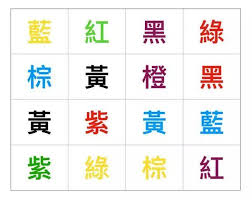 藍 紅 黑 綠
棕 黃 橙 黑
黃 紫 黃 藍
紫 綠 棕 紅